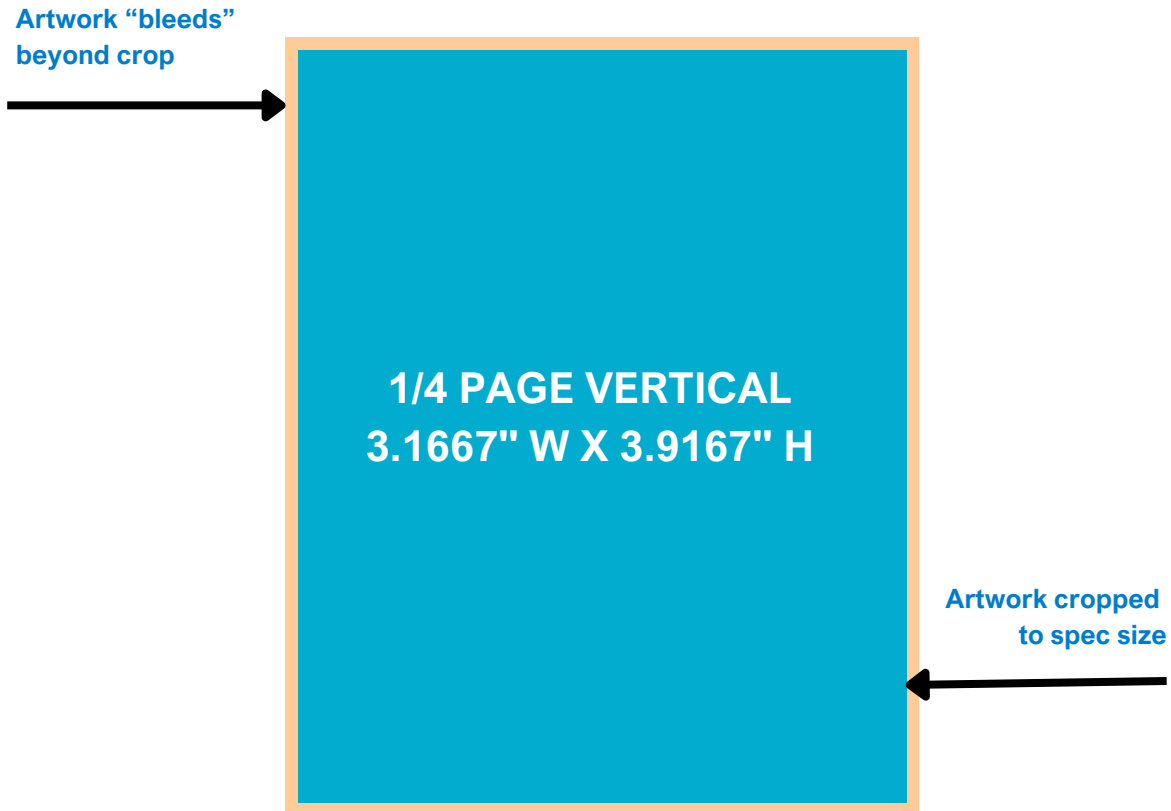 Artwork “bleeds”
beyond crop
1/4 PAGE VERTICAL
3.1667" W X 3.9167" H
Artwork cropped
to spec size